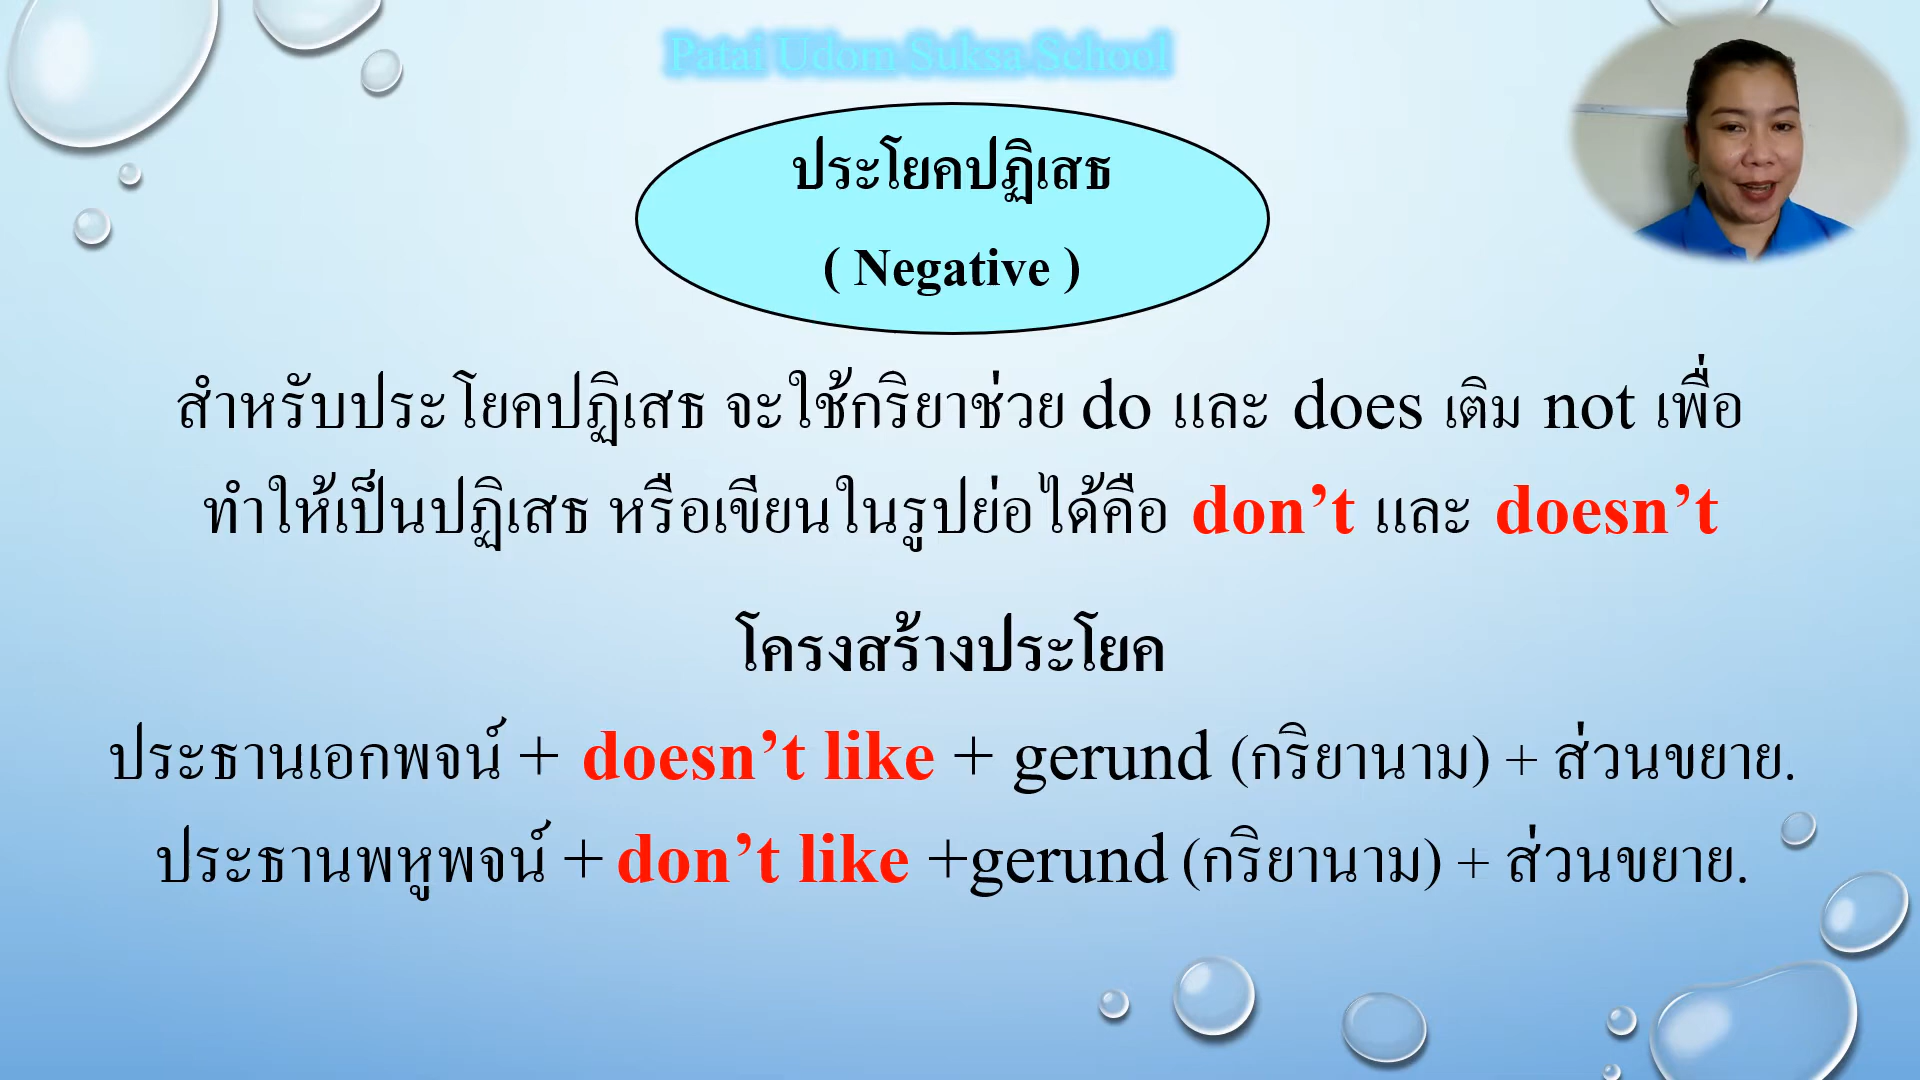 Patai Udom Suksa School
ประโยคปฏิเสธ
( Negative )
สำหรับประโยคปฏิเสธ จะใช้กริยาช่วย do และ does เติม not เพื่อ
ทำให้เป็นปฏิเสธ หรือเขียนในรูปย่อได้คือ don’t และ doesn’t
โครงสร้างประโยค
ประธานเอกพจน์ + doesn’t like + gerund (กริยานาม) + ส่วนขยาย.
ประธานพหูพจน์ + don’t like +gerund (กริยานาม) + ส่วนขยาย.